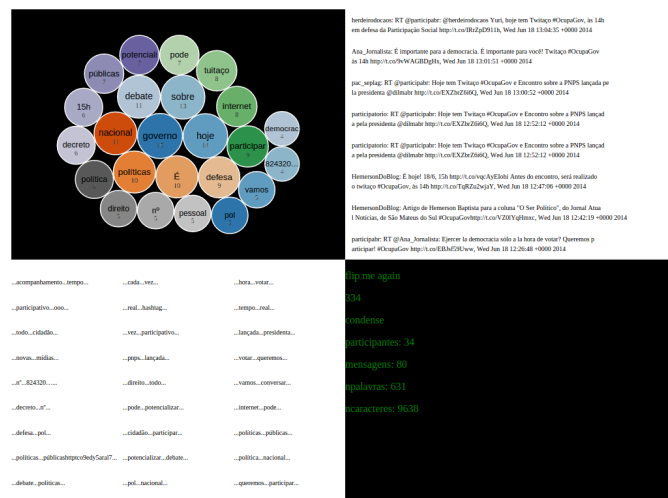 potenciali
pode
7
públicas
7
tuitaço
8
debate
11
sobre
13
15h
6
internet
8
nacional
11
governo
hoje
participar
9
democrac
4
decreto
6
824320...
4
política
políticas
10
É
10
defesa
9
vamos
5
direito
5
nº
5
pessoal
5
pol
herdeirodocaos: RT @participabr: @herdeirodocaos Yuri, hoje tem Twitaço #OcupaGov, às 14h
em defesa da Participação Social http://t.co/IRrZpD911h, Wed Jun 18 13:04:35 +0000 2014
Ana_Jornalista: É importante para a democracia. É importante para você! Twitaço #OcupaGov
às 14h http://t.co/9vWAGBDgHx, Wed Jun 18 13:01:51 +0000 2014
pac_seplag: RT @participabr: Hoje tem Twitaço #OcupaGov e Encontro sobre a PNPS lançada pe
la presidenta @dilmabr http://t.co/EXZbrZ6i6Q, Wed Jun 18 13:00:52 +0000 2014
participatorio: RT @participabr: Hoje tem Twitaço #OcupaGov e Encontro sobre a PNPS lançad
a pela presidenta @dilmabr http://t.co/EXZbrZ6i6Q, Wed Jun 18 12:52:12 +0000 2014
participatorio: RT @participabr: Hoje tem Twitaço #OcupaGov e Encontro sobre a PNPS lançad
a pela presidenta @dilmabr http://t.co/EXZbrZ6i6Q, Wed Jun 18 12:52:12 +0000 2014
HemersonDoBlog: É hoje! 18/6, 15h http://t.co/vqcAyEIohi Antes do encontro, será realizado
o twitaço #OcupaGov, às 14h http://t.co/TqRZu2wjaY, Wed Jun 18 12:47:06 +0000 2014
HemersonDoBlog: Artigo de Hemerson Baptista para a coluna "O Ser Político", do Jornal Atua
l Notícias, de São Mateus do Sul #OcupaGovhttp://t.co/VZ0lYqHmxc, Wed Jun 18 12:42:19 +0000 2014
participabr: RT @Ana_Jornalista: Ejercer la democracia sólo a la hora de votar? Queremos p
articipar! #OcupaGov http://t.co/EBJsf59Uww, Wed Jun 18 12:26:48 +0000 2014
...acompanhamento...tempo...
...cada...vez...
...hora...votar...
...participativo...ooo...
...real...hashtag...
...tempo...real...
...todo...cidadão...
...vez...participativo...
...lançada...presidenta...
...novas...mídias...
...pnps...lançada...
...votar...queremos...
...nº...824320......
...direito...todo...
...vamos...conversar...
...decreto...nº...
...pode...potencializar...
...internet...pode...
...defesa...pol...
...cidadão...participar...
...políticas...públicas...
...políticas...públicashttptco9edy5aral7...
...potencializar...debate...
...política...nacional...
...debate...políticas...
...pol...nacional...
...queremos...participar...
flip me again
334
condense
participantes: 34
mensagens: 80
npalavras: 631
ncaracteres: 9638